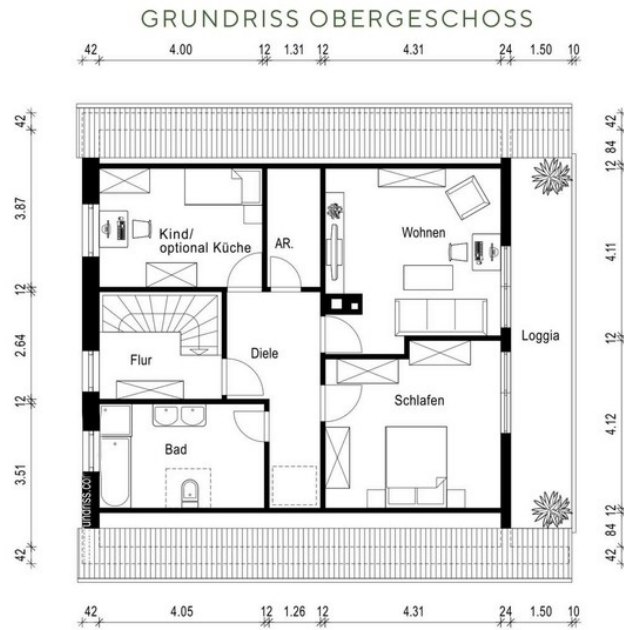 GRUNDRISS OBERGESCHOSS
42 4.00 12 1.31 12 4.31 24 1.50 10
42
3.87
12
2.64
12
3.51
42
42
84
12
4.11
12
4.12
12
84
42
Kind/
optional Küche
AR.
Wohnen
Loggia
Flur
Diele
Schlafen
Bad
42 4.05 12 1.26 12 4.31 24 1.50 10